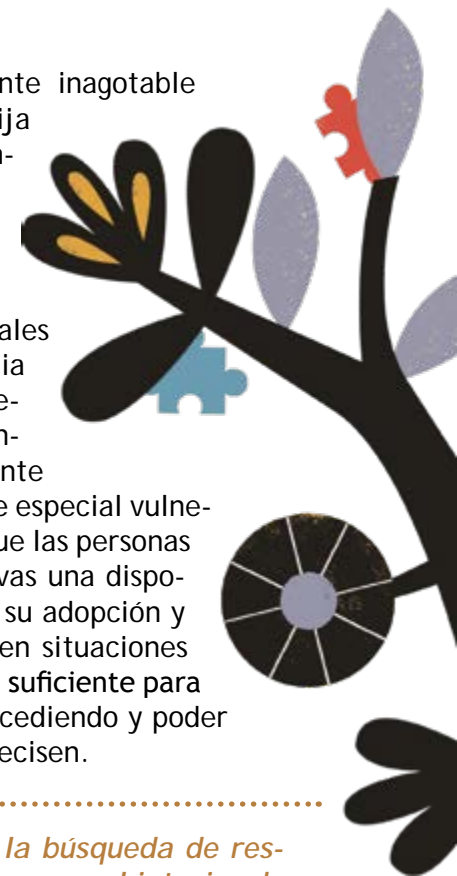 nte inagotable
ija
n-
ales
ia
e-
n-
nte
e especial vulne-
ue las personas
vas una dispo-
su adopción y
en situaciones
suficiente para
cediendo y poder
ecisen.
la búsqueda de res-